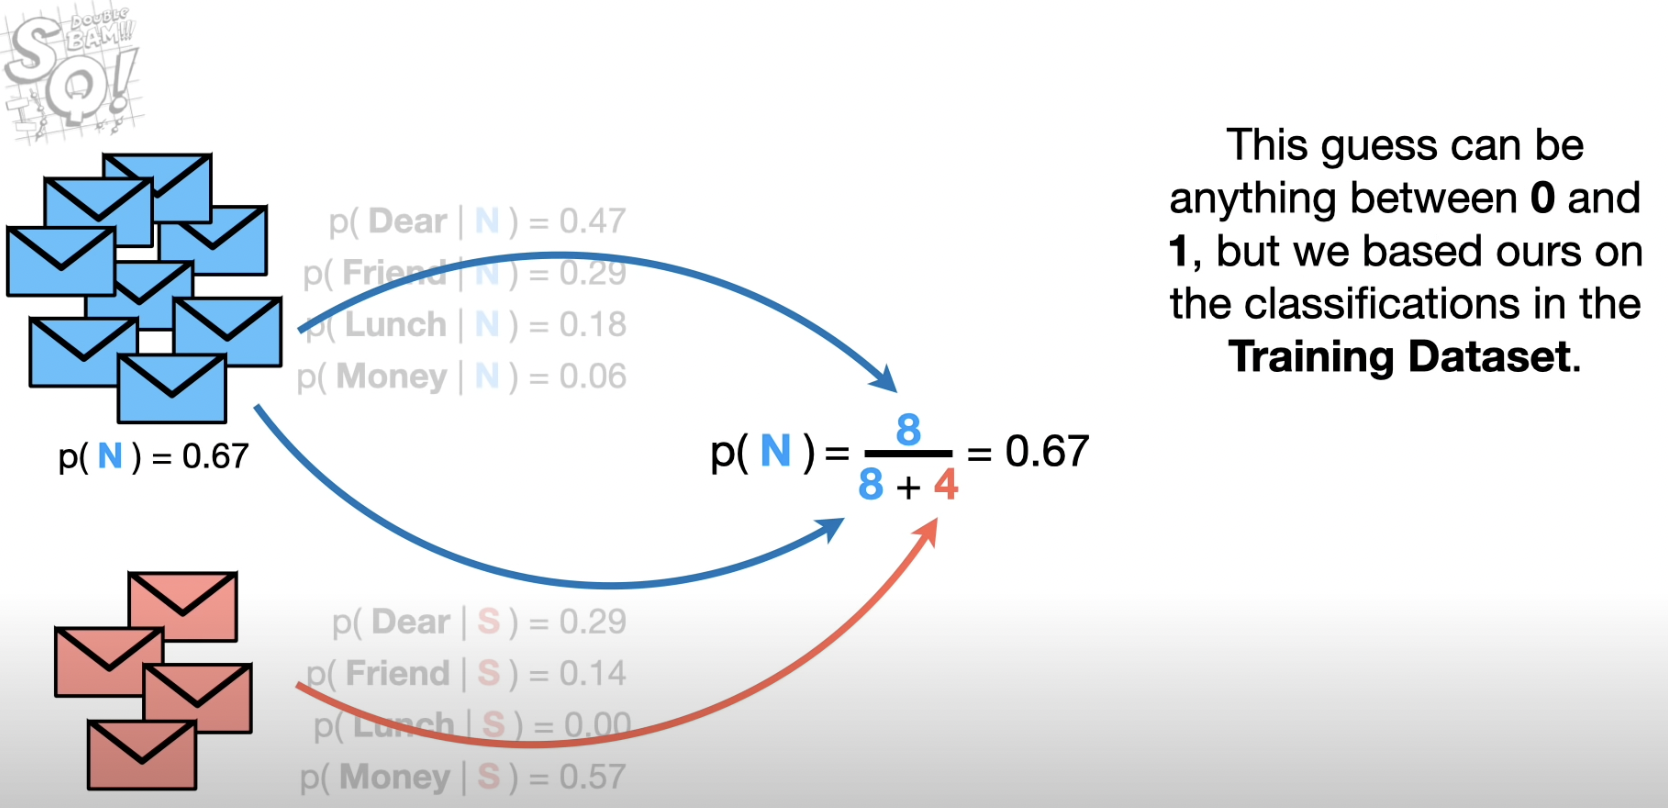 DOUBLE
BAM!!!
SQ!
p( Dear | N ) = 0.47
p( Friend | N ) = 0.29
p( Lunch | N ) = 0.18
p( Money | N ) = 0.06
p( N ) = 0.67
p( N ) = 8 / 8 + 4 = 0.67
This guess can be
anything between 0 and
1, but we based ours on
the classifications in the
Training Dataset.
p( Dear | S ) = 0.29
p( Friend | S ) = 0.14
p( Lunch | S ) = 0.00
p( Money | S ) = 0.57